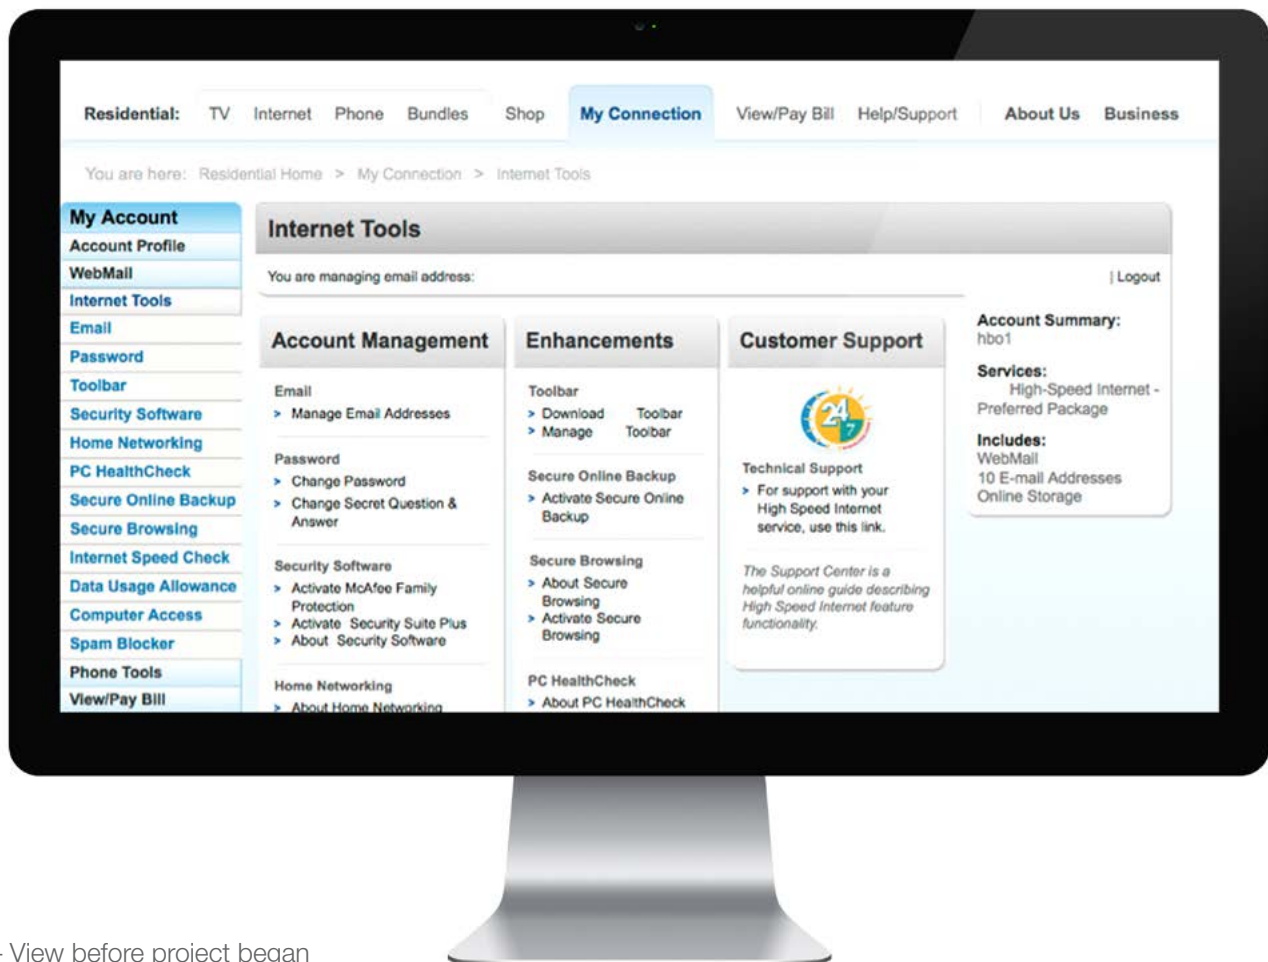 Residential: TV Internet Phone Bundles Shop My Connection View/Pay Bill Help/Support About Us Business
You are here: Residential Home > My Connection > Internet Tools
My Account
Account Profile
WebMail
Internet Tools
Email
Password
Toolbar
Security Software
Home Networking
PC HealthCheck
Secure Online Backup
Secure Browsing
Internet Speed Check
Data Usage Allowance
Computer Access
Spam Blocker
Phone Tools
View/Pay Bill
Internet Tools
You are managing email address:
| Logout
Account Management
Email
> Manage Email Addresses
Password
> Change Password
> Change Secret Question &
Answer
Security Software
> Activate McAfee Family
Protection
> Activate Security Suite Plus
> About Security Software
Home Networking
> About Home Networking
Enhancements
Toolbar
> Download Toolbar
> Manage Toolbar
Secure Online Backup
> Activate Secure Online
Backup
Secure Browsing
> About Secure
Browsing
> Activate Secure
Browsing
PC HealthCheck
> About PC HealthCheck
Customer Support
24
7
Technical Support
> For support with your
High Speed Internet
service, use this link.
The Support Center is a
helpful online guide describing
High Speed Internet feature
functionality.
Account Summary:
hbo1
Services:
High-Speed Internet -
Preferred Package
Includes:
WebMail
10 E-mail Addresses
Online Storage
- View before project began